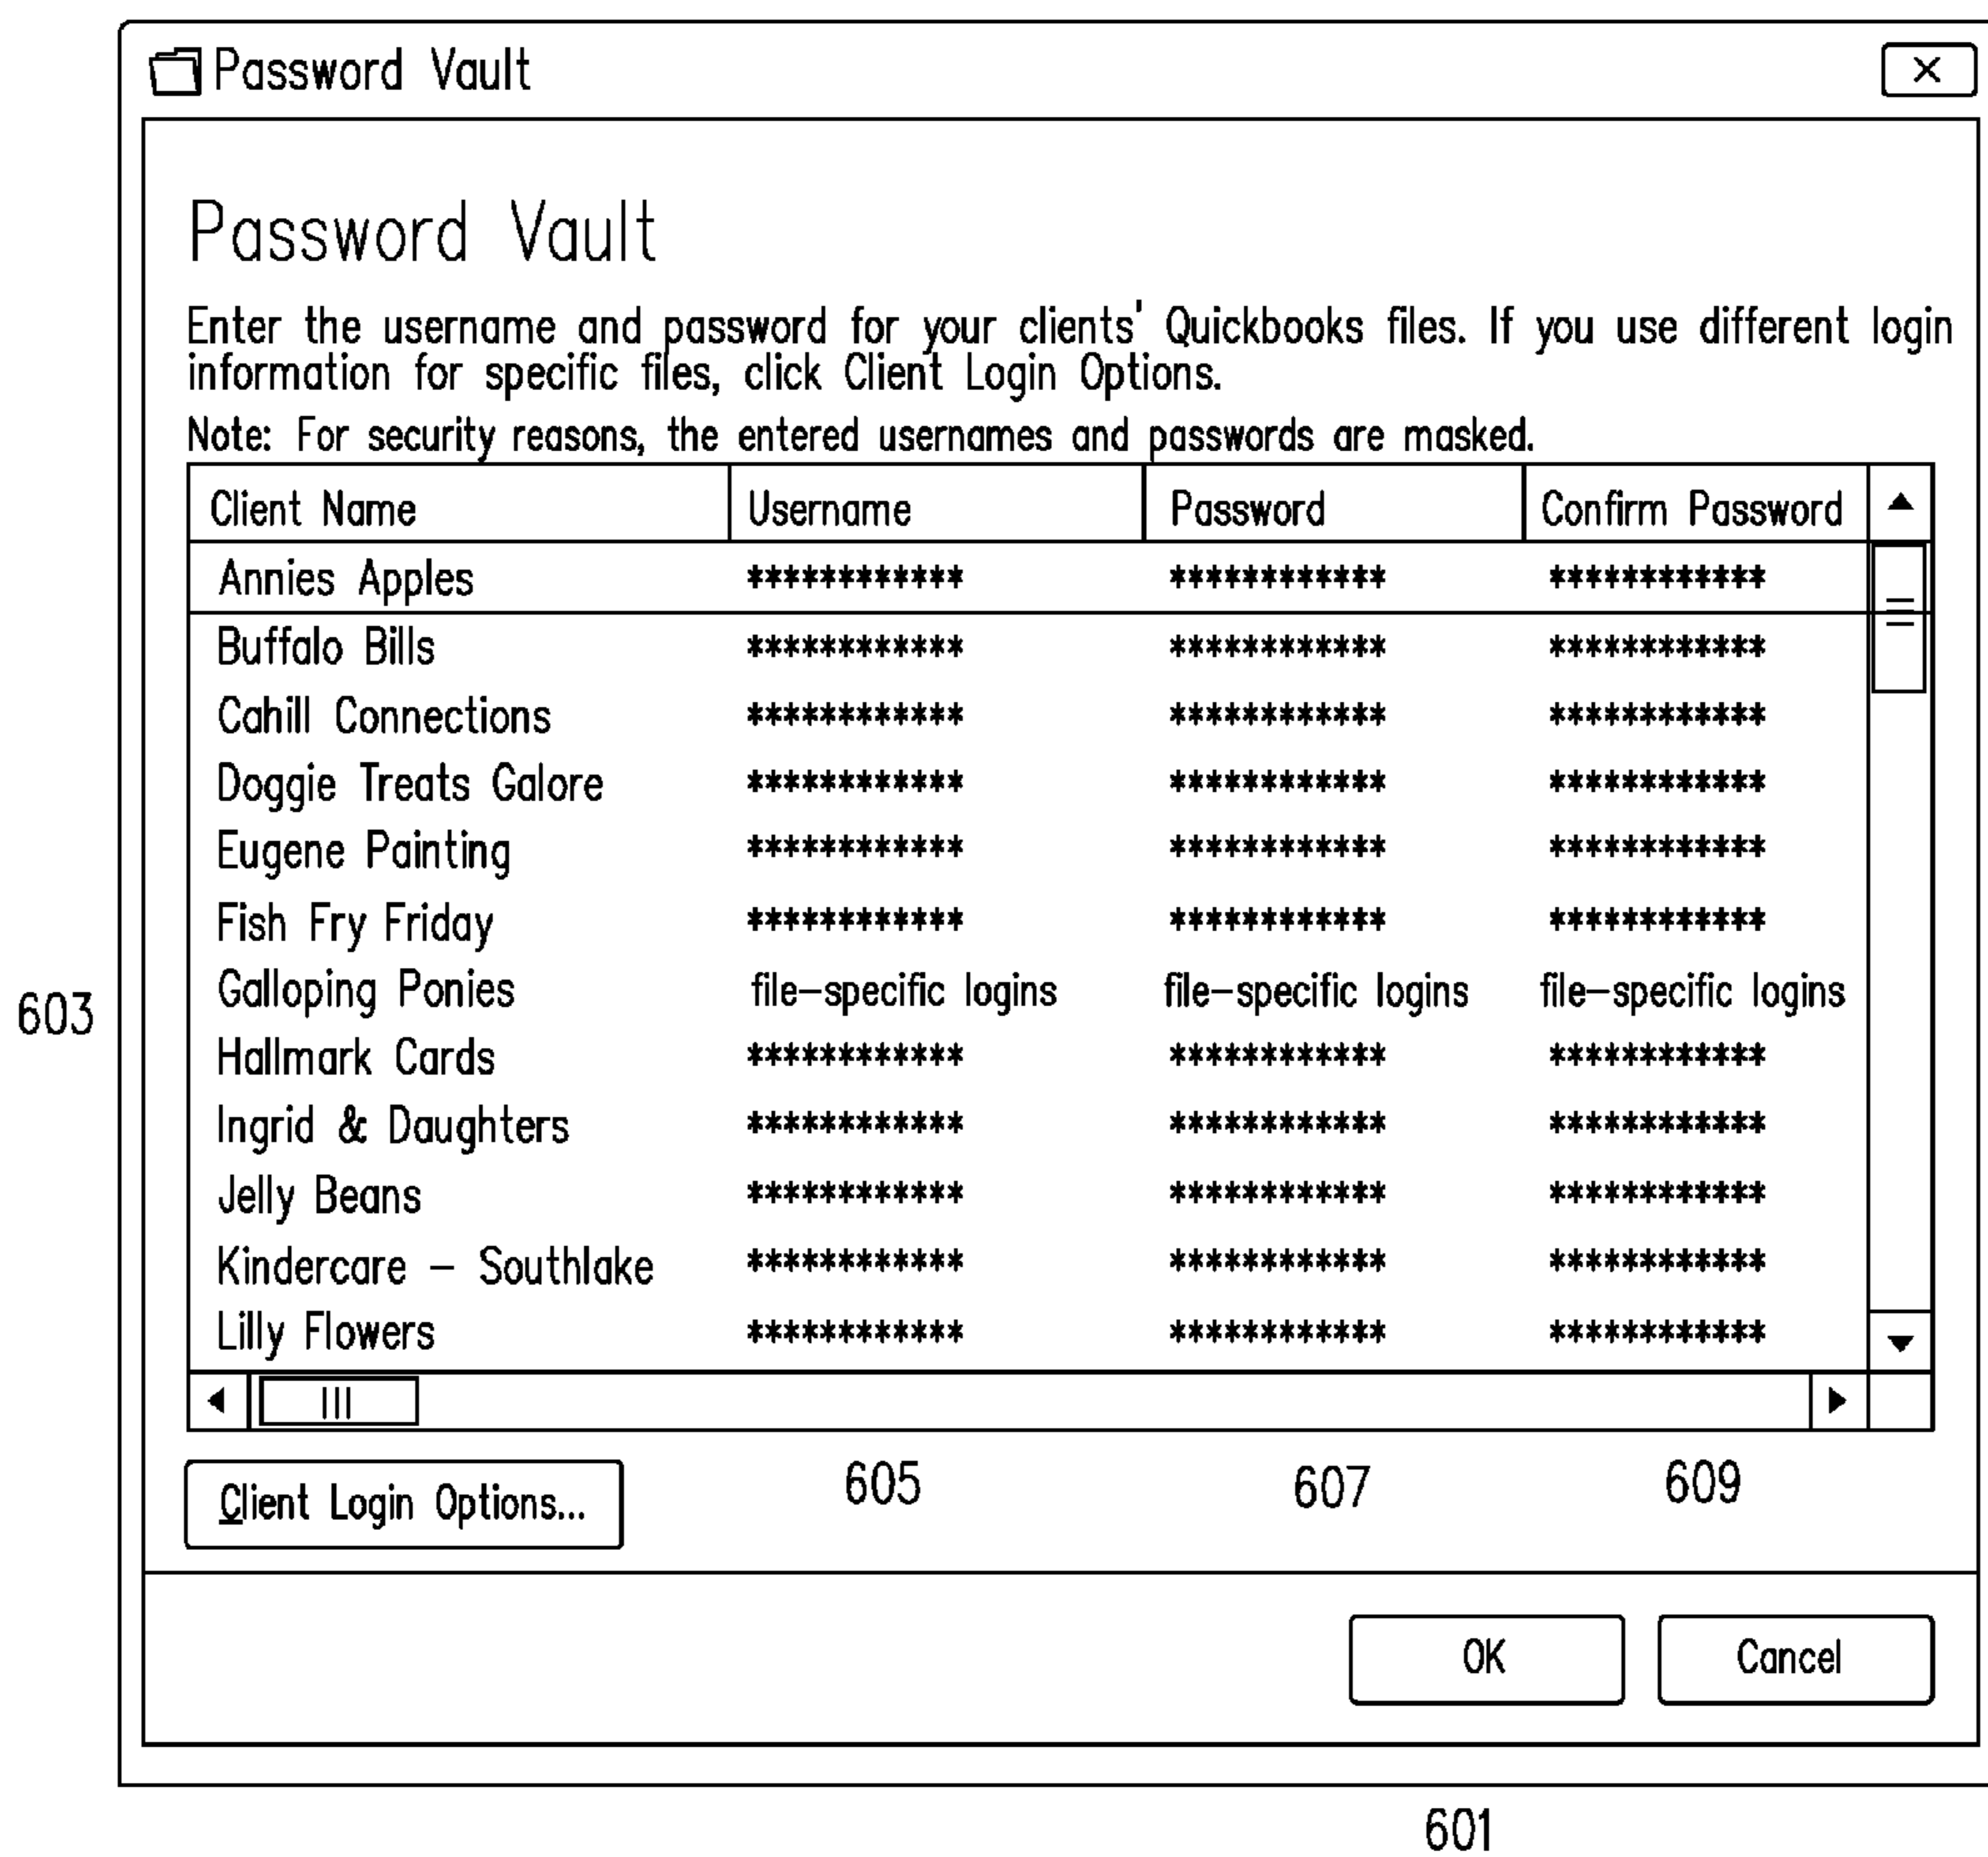 Password Vault
X
Password Vault
Enter the username and password for your clients' Quickbooks files. If you use different login
information for specific files, click Client Login Options.
Note: For security reasons, the entered usernames and passwords are masked.
Client Name Username Password Confirm Password
Annies Apples ************ ************ ************
Buffalo Bills ************ ************ ************
Cahill Connections ************ ************ ************
Doggie Treats Galore ************ ************ ************
Eugene Painting ************ ************ ************
Fish Fry Friday ************ ************ ************
Galloping Ponies file-specific logins file-specific logins file-specific logins
603
Hallmark Cards ************ ************ ************
Ingrid & Daughters ************ ************ ************
Jelly Beans ************ ************ ************
Kindercare – Southlake ************ ************ ************
Lilly Flowers ************ ************ ************
Client Login Options... 605 607 609
OK Cancel
601